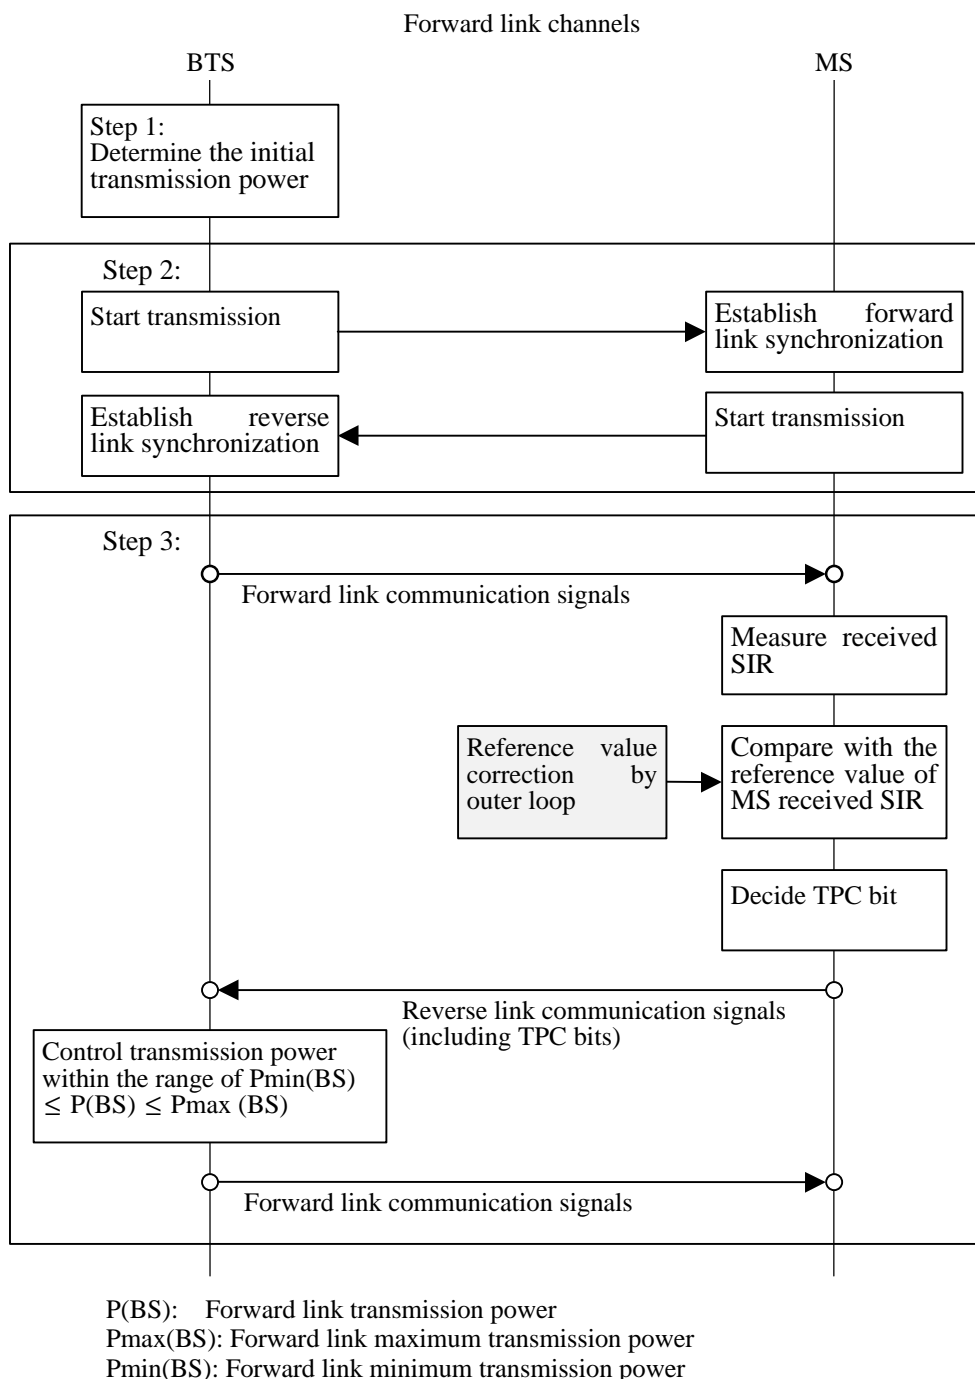 Forward link channels
BTS
MS
Step 1:
Determine the initial
transmission power
Step 2:
Start transmission
Establish forward
link synchronization
Establish reverse
link synchronization
Start transmission
Step 3:
Forward link communication signals
Measure received
SIR
Reference value
correction by
outer loop
Compare with the
reference value of
MS received SIR
Decide TPC bit
Reverse link communication signals
(including TPC bits)
Control transmission power
within the range of Pmin(BS)
≤ P(BS) ≤ Pmax (BS)
Forward link communication signals
P(BS): Forward link transmission power
Pmax(BS): Forward link maximum transmission power
Pmin(BS): Forward link minimum transmission power